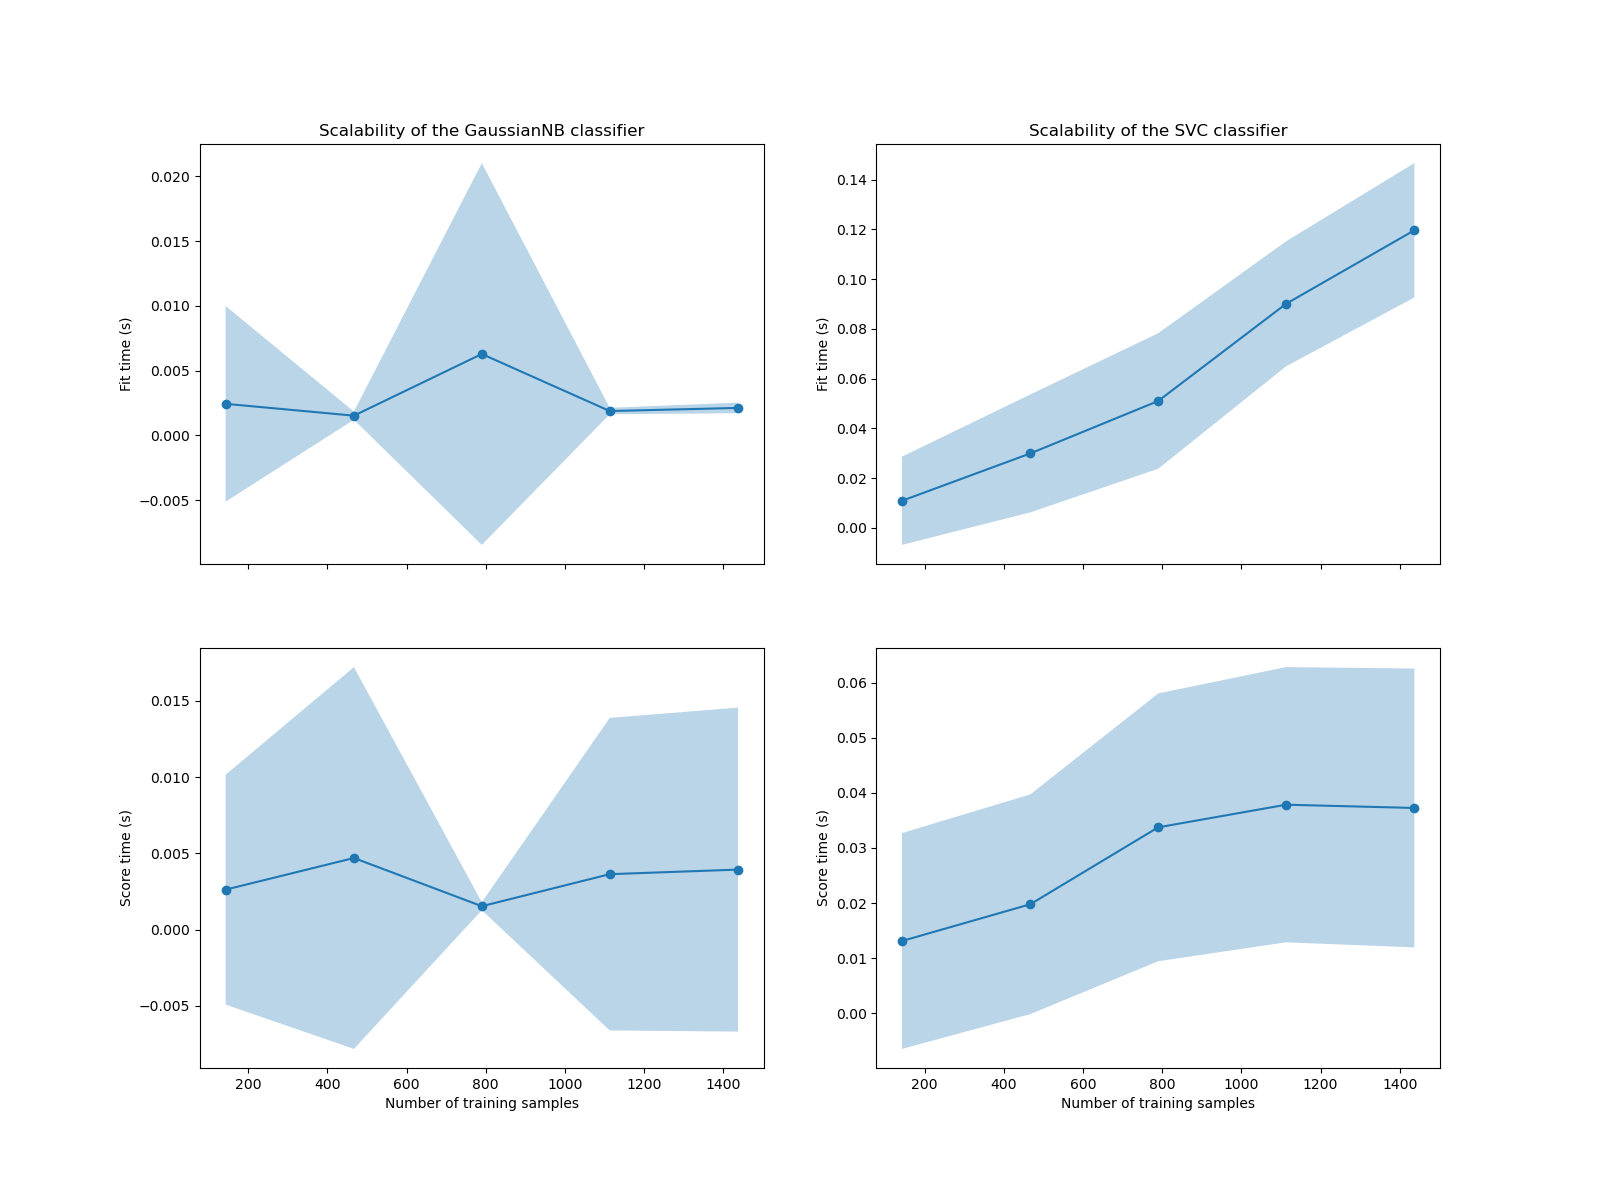 Scalability of the GaussianNB classifier
0.020
0.015
0.010
0.005
0.000
−0.005
Fit time (s)
Scalability of the SVC classifier
0.14
0.12
0.10
0.08
0.06
0.04
0.02
0.00
Fit time (s)
0.015
0.010
0.005
0.000
−0.005
Score time (s)
200 400 600 800 1000 1200 1400
Number of training samples
0.06
0.05
0.04
0.03
0.02
0.01
0.00
Score time (s)
200 400 600 800 1000 1200 1400
Number of training samples